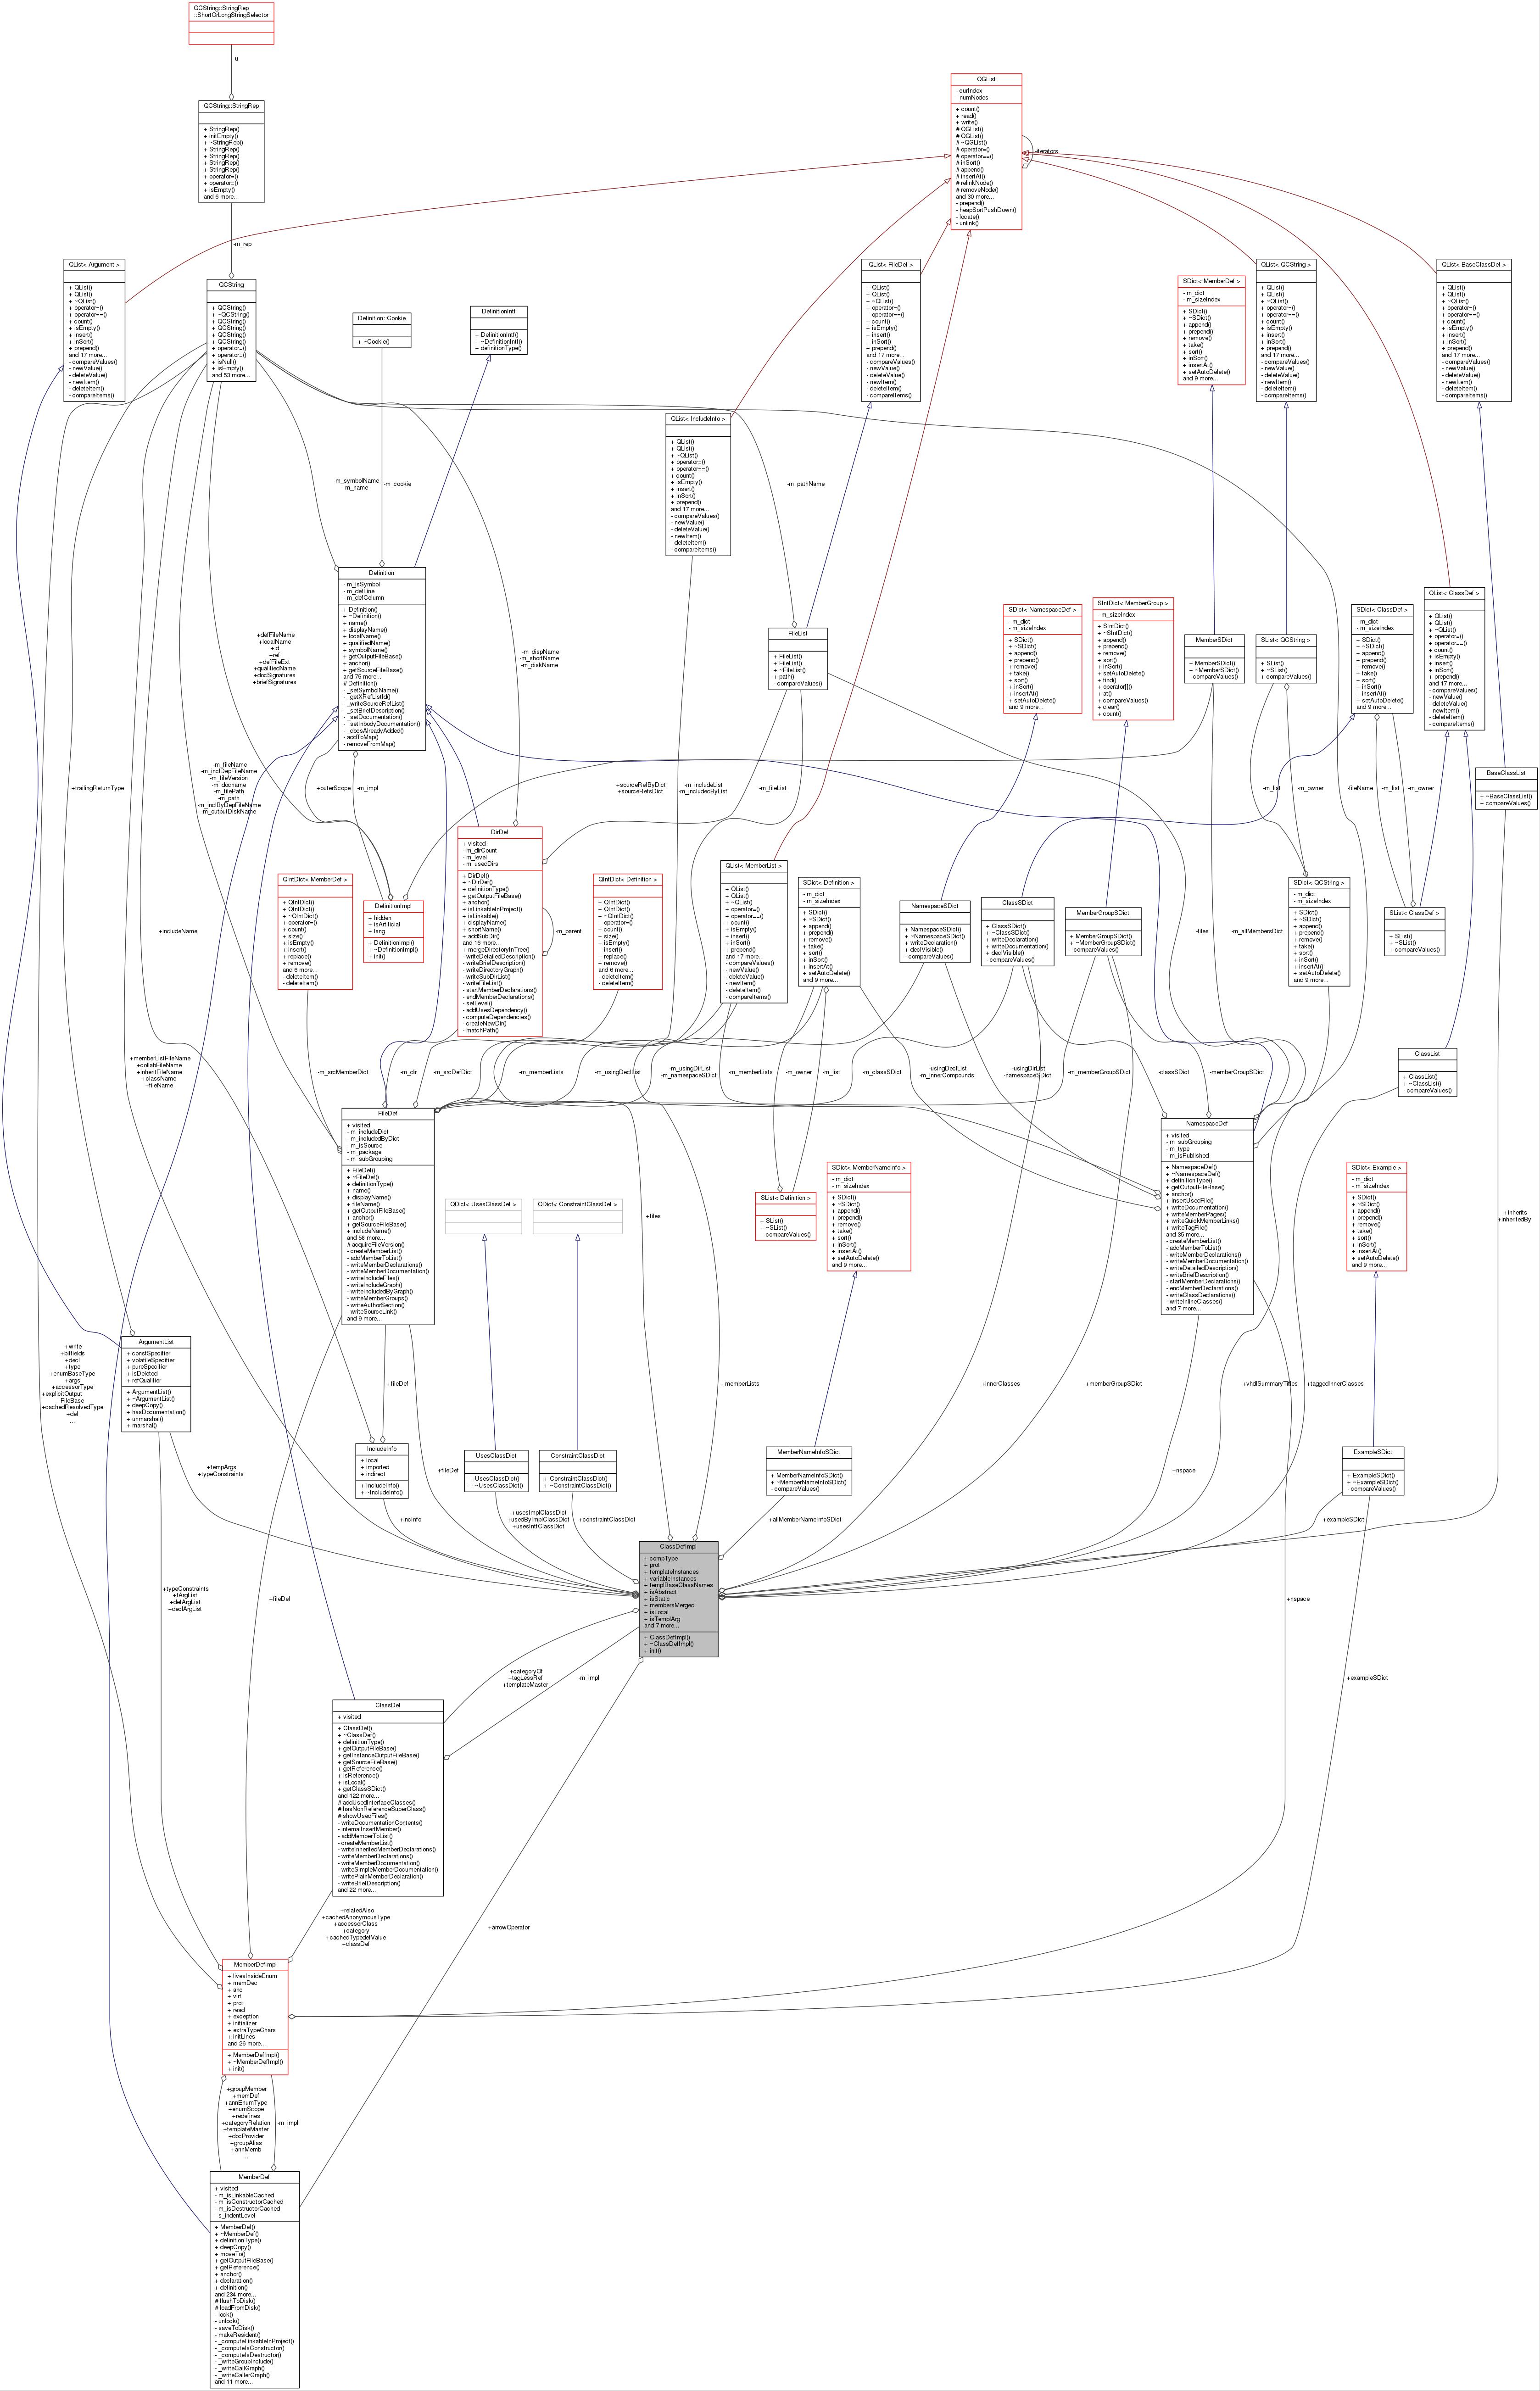 QCString::StringRep
::ShortOrLongStringSelector
-u
QCString::StringRep
+ StringRep()
+ initEmpty()
+ ~StringRep()
+ StringRep()
+ StringRep()
+ StringRep()
+ StringRep()
+ operator=()
+ operator=()
+ isEmpty()
and 6 more...
-m_rep
QGList
- curIndex
- numNodes
+ count()
+ read()
+ write()
# QGList()
# QGList()
# ~QGList()
# operator=()
# operator==()
# inSort()
# append()
# insertAt()
# relinkNode()
# removeNode()
and 30 more...
- prepend()
- heapSortPushDown()
- locate()
- unlink()
-iterators
QList< Argument >
+ QList()
+ QList()
+ ~QList()
+ operator=()
+ operator==()
+ count()
+ isEmpty()
+ insert()
+ inSort()
+ prepend()
and 17 more...
- compareValues()
- newValue()
- deleteValue()
- newItem()
- deleteItem()
- compareItems()
QCString
+ QCString()
+ ~QCString()
+ QCString()
+ QCString()
+ QCString()
+ QCString()
+ operator=()
+ operator=()
+ isNull()
+ isEmpty()
and 53 more...
Definition::Cookie
+ ~Cookie()
DefinitionIntf
+ DefinitionIntf()
+ ~DefinitionIntf()
+ definitionType()
QList< FileDef >
+ QList()
+ QList()
+ ~QList()
+ operator=()
+ operator==()
+ count()
+ isEmpty()
+ insert()
+ inSort()
+ prepend()
and 17 more...
- compareValues()
- newValue()
- deleteValue()
- newItem()
- deleteItem()
- compareItems()
SDict< MemberDef >
- m_dict
- m_sizeIndex
+ SDict()
+ ~SDict()
+ append()
+ prepend()
+ remove()
+ take()
+ sort()
+ inSort()
+ insertAt()
+ setAutoDelete()
and 9 more...
QList< QCString >
+ QList()
+ QList()
+ ~QList()
+ operator=()
+ operator==()
+ count()
+ isEmpty()
+ insert()
+ inSort()
+ prepend()
and 17 more...
- compareValues()
- newValue()
- deleteValue()
- newItem()
- deleteItem()
- compareItems()
QList< BaseClassDef >
+ QList()
+ QList()
+ ~QList()
+ operator=()
+ operator==()
+ count()
+ isEmpty()
+ insert()
+ inSort()
+ prepend()
and 17 more...
- compareValues()
- newValue()
- deleteValue()
- newItem()
- deleteItem()
- compareItems()
QList< IncludeInfo >
+ QList()
+ QList()
+ ~QList()
+ operator=()
+ operator==()
+ count()
+ isEmpty()
+ insert()
+ inSort()
+ prepend()
and 17 more...
- compareValues()
- newValue()
- deleteValue()
- newItem()
- deleteItem()
- compareItems()
-m_symbolName
-m_name
-m_cookie
-m_pathName
Definition
- m_isSymbol
- m_defLine
- m_defColumn
+ Definition()
+ ~Definition()
+ name()
+ displayName()
+ localName()
+ qualifiedName()
+ symbolName()
+ getOutputFileBase()
+ anchor()
+ getSourceFileBase()
and 75 more...
# Definition()
- _setSymbolName()
- _getXRefListId()
- _writeSourceRefList()
- _setBriefDescription()
- _setDocumentation()
- _setInbodyDocumentation()
- _docsAlreadyAdded()
- addToMap()
- removeFromMap()
+defFileName
+localName
+id
+ref
+defFileExt
+qualifiedName
+docSignatures
+briefSignatures
-m_dispName
-m_shortName
-m_diskName
FileList
+ FileList()
+ FileList()
+ ~FileList()
+ path()
- compareValues()
SDict< NamespaceDef >
- m_dict
- m_sizeIndex
+ SDict()
+ ~SDict()
+ append()
+ prepend()
+ remove()
+ take()
+ sort()
+ inSort()
+ insertAt()
+ setAutoDelete()
and 9 more...
SIntDict< MemberGroup >
- m_sizeIndex
+ SIntDict()
+ ~SIntDict()
+ append()
+ prepend()
+ remove()
+ sort()
+ inSort()
+ setAutoDelete()
+ find()
+ operator[]()
+ at()
+ compareValues()
+ clear()
+ count()
MemberSDict
+ MemberSDict()
+ ~MemberSDict()
- compareValues()
SList< QCString >
+ SList()
+ ~SList()
+ compareValues()
SDict< ClassDef >
- m_dict
- m_sizeIndex
+ SDict()
+ ~SDict()
+ append()
+ prepend()
+ remove()
+ take()
+ sort()
+ inSort()
+ insertAt()
+ setAutoDelete()
and 9 more...
QList< ClassDef >
+ QList()
+ QList()
+ ~QList()
+ operator=()
+ operator==()
+ count()
+ isEmpty()
+ insert()
+ inSort()
+ prepend()
and 17 more...
- compareValues()
- newValue()
- deleteValue()
- newItem()
- deleteItem()
- compareItems()
BaseClassList
+ ~BaseClassList()
+ compareValues()
+trailingReturnType
-m_fileName
-m_inclDepFileName
-m_fileVersion
-m_docname
-m_filePath
-m_path
-m_inclByDepFileName
-m_outputDiskName
+outerScope
-m_impl
+sourceRefByDict
+sourceRefsDict
-m_includeList
-m_includedByList
-m_fileList
-m_list
-m_owner
-fileName
-m_list
-m_owner
DirDef
+ visited
- m_dirCount
- m_level
- m_usedDirs
+ DirDef()
+ ~DirDef()
+ definitionType()
+ getOutputFileBase()
+ anchor()
+ isLinkableInProject()
+ isLinkable()
+ displayName()
+ shortName()
+ addSubDir()
and 16 more...
+ mergeDirectoryInTree()
- writeDetailedDescription()
- writeBriefDescription()
- writeDirectoryGraph()
- writeSubDirList()
- writeFileList()
- startMemberDeclarations()
- endMemberDeclarations()
- setLevel()
- addUsesDependency()
- computeDependencies()
- createNewDir()
- matchPath()
-m_parent
QIntDict< MemberDef >
+ QIntDict()
+ QIntDict()
+ ~QIntDict()
+ operator=()
+ count()
+ size()
+ isEmpty()
+ insert()
+ replace()
+ remove()
and 6 more...
- deleteItem()
- deleteItem()
DefinitionImpl
+ hidden
+ isArtificial
+ lang
+ DefinitionImpl()
+ ~DefinitionImpl()
+ init()
QIntDict< Definition >
+ QIntDict()
+ QIntDict()
+ ~QIntDict()
+ operator=()
+ count()
+ size()
+ isEmpty()
+ insert()
+ replace()
+ remove()
and 6 more...
- deleteItem()
- deleteItem()
QList< MemberList >
+ QList()
+ QList()
+ ~QList()
+ operator=()
+ operator==()
+ count()
+ isEmpty()
+ insert()
+ inSort()
+ prepend()
and 17 more...
- compareValues()
- newValue()
- deleteValue()
- newItem()
- deleteItem()
- compareItems()
SDict< Definition >
- m_dict
- m_sizeIndex
+ SDict()
+ ~SDict()
+ append()
+ prepend()
+ remove()
+ take()
+ sort()
+ inSort()
+ insertAt()
+ setAutoDelete()
and 9 more...
NamespaceSDict
+ NamespaceSDict()
+ ~NamespaceSDict()
+ writeDeclaration()
+ declVisible()
- compareValues()
ClassSDict
+ ClassSDict()
+ ~ClassSDict()
+ writeDeclaration()
+ writeDocumentation()
+ declVisible()
- compareValues()
MemberGroupSDict
+ MemberGroupSDict()
+ ~MemberGroupSDict()
- compareValues()
-files
-m_allMembersDict
SDict< QCString >
- m_dict
- m_sizeIndex
+ SDict()
+ ~SDict()
+ append()
+ prepend()
+ remove()
+ take()
+ sort()
+ inSort()
+ insertAt()
+ setAutoDelete()
and 9 more...
SList< ClassDef >
+ SList()
+ ~SList()
+ compareValues()
ClassList
+ ClassList()
+ ~ClassList()
- compareValues()
+includeName
+memberListFileName
+collabFileName
+inheritFileName
+className
+fileName
-m_srcMemberDict
-m_dir
-m_srcDefDict
-m_memberLists
-m_usingDeclList
-m_usingDirList
-m_namespaceSDict
-m_memberLists
-m_owner
-m_list
-m_classSDict
-usingDeclList
-m_innerCompounds
-usingDirList
-namespaceSDict
-m_memberGroupSDict
-classSDict
-memberGroupSDict
FileDef
+ visited
- m_includeDict
- m_includedByDict
- m_isSource
- m_package
- m_subGrouping
+ FileDef()
+ ~FileDef()
+ definitionType()
+ name()
+ displayName()
+ fileName()
+ getOutputFileBase()
+ anchor()
+ getSourceFileBase()
+ includeName()
and 58 more...
# acquireFileVersion()
- createMemberList()
- addMemberToList()
- writeMemberDeclarations()
- writeMemberDocumentation()
- writeIncludeFiles()
- writeIncludeGraph()
- writeIncludedByGraph()
- writeMemberGroups()
- writeAuthorSection()
- writeSourceLink()
and 9 more...
NamespaceDef
+ visited
- m_subGrouping
- m_type
- m_isPublished
+ NamespaceDef()
+ ~NamespaceDef()
+ definitionType()
+ getOutputFileBase()
+ anchor()
+ insertUsedFile()
+ writeDocumentation()
+ writeMemberPages()
+ writeQuickMemberLinks()
+ writeTagFile()
and 35 more...
- createMemberList()
- addMemberToList()
- writeMemberDeclarations()
- writeMemberDocumentation()
- writeDetailedDescription()
- writeBriefDescription()
- startMemberDeclarations()
- endMemberDeclarations()
- writeClassDeclarations()
- writeInlineClasses()
and 7 more...
QDict< UsesClassDef >
QDict< ConstraintClassDef >
+files
SList< Definition >
+ SList()
+ ~SList()
+ compareValues()
SDict< MemberNameInfo >
- m_dict
- m_sizeIndex
+ SDict()
+ ~SDict()
+ append()
+ prepend()
+ remove()
+ take()
+ sort()
+ inSort()
+ insertAt()
+ setAutoDelete()
and 9 more...
SDict< Example >
- m_dict
- m_sizeIndex
+ SDict()
+ ~SDict()
+ append()
+ prepend()
+ remove()
+ take()
+ sort()
+ inSort()
+ insertAt()
+ setAutoDelete()
and 9 more...
+inherits
+inheritedBy
+write
+bitfields
+decl
+type
+enumBaseType
+args
+accessorType
+explicitOutput
FileBase
+cachedResolvedType
+def
...
ArgumentList
+ constSpecifier
+ volatileSpecifier
+ pureSpecifier
+ isDeleted
+ refQualifier
+ ArgumentList()
+ ~ArgumentList()
+ deepCopy()
+ hasDocumentation()
+ unmarshal()
+ marshal()
+fileDef
+memberLists
+innerClasses
+memberGroupSDict
+vhdlSummaryTitles
+taggedInnerClasses
+tempArgs
+typeConstraints
IncludeInfo
+ local
+ imported
+ indirect
+ IncludeInfo()
+ ~IncludeInfo()
+fileDef
UsesClassDict
+ UsesClassDict()
+ ~UsesClassDict()
ConstraintClassDict
+ ConstraintClassDict()
+ ~ConstraintClassDict()
MemberNameInfoSDict
+ MemberNameInfoSDict()
+ ~MemberNameInfoSDict()
- compareValues()
+nspace
ExampleSDict
+ ExampleSDict()
+ ~ExampleSDict()
- compareValues()
+incInfo
+usesImplClassDict
+usedByImplClassDict
+usesIntfClassDict
+constraintClassDict
+allMemberNameInfoSDict
+exampleSDict
ClassDefImpl
+ compType
+ prot
+ templateInstances
+ variableInstances
+ templBaseClassNames
+ isAbstract
+ isStatic
+ membersMerged
+ isLocal
+ isTemplArg
and 7 more...
+ ClassDefImpl()
+ ~ClassDefImpl()
+ init()
+typeConstraints
+tArgList
+defArgList
+declArgList
+fileDef
+nspace
+categoryOf
+tagLessRef
+templateMaster
-m_impl
+exampleSDict
ClassDef
+ visited
+ ClassDef()
+ ~ClassDef()
+ definitionType()
+ getOutputFileBase()
+ getInstanceOutputFileBase()
+ getSourceFileBase()
+ getReference()
+ isReference()
+ isLocal()
+ getClassSDict()
and 122 more...
# addUsedInterfaceClasses()
# hasNonReferenceSuperClass()
# showUsedFiles()
- writeDocumentationContents()
- internalInsertMember()
- addMemberToList()
- createMemberList()
- writeInheritedMemberDeclarations()
- writeMemberDeclarations()
- writeMemberDocumentation()
- writeSimpleMemberDocumentation()
- writePlainMemberDeclaration()
- writeBriefDescription()
and 22 more...
+relatedAlso
+cachedAnonymousType
+accessorClass
+category
+cachedTypedefValue
+classDef
+arrowOperator
MemberDefImpl
+ livesInsideEnum
+ memDec
+ anc
+ virt
+ prot
+ read
+ exception
+ initializer
+ extraTypeChars
+ initLines
and 26 more...
+ MemberDefImpl()
+ ~MemberDefImpl()
+ init()
+groupMember
+memDef
+annEnumType
+enumScope
+redefines
+categoryRelation
+templateMaster
+docProvider
+groupAlias
+annMemb
...
-m_impl
MemberDef
+ visited
- m_isLinkableCached
- m_isConstructorCached
- m_isDestructorCached
- s_indentLevel
+ MemberDef()
+ ~MemberDef()
+ definitionType()
+ deepCopy()
+ moveTo()
+ getOutputFileBase()
+ getReference()
+ anchor()
+ declaration()
+ definition()
and 234 more...
# flushToDisk()
# loadFromDisk()
- lock()
- unlock()
- saveToDisk()
- makeResident()
- _computeLinkableInProject()
- _computeIsConstructor()
- _computeIsDestructor()
- _writeGroupInclude()
- _writeCallGraph()
- _writeCallerGraph()
and 11 more...